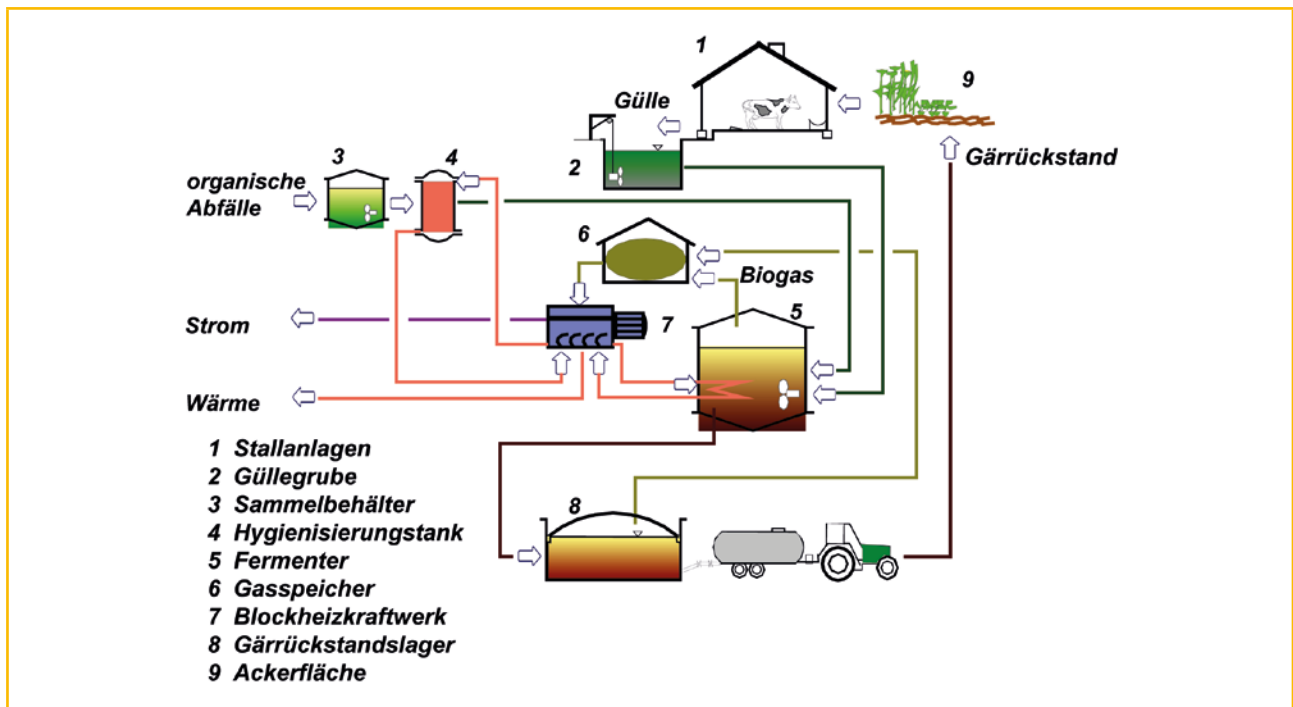 1
9
Gülle
Gärrückstand
2
3
4
organische
Abfälle
6
Biogas
5
Strom
7
Wärme
8
1 Stallanlagen
2 Güllegrube
3 Sammelbehälter
4 Hygienisierungstank
5 Fermenter
6 Gasspeicher
7 Blockheizkraftwerk
8 Gärrückstandslager
9 Ackerfläche